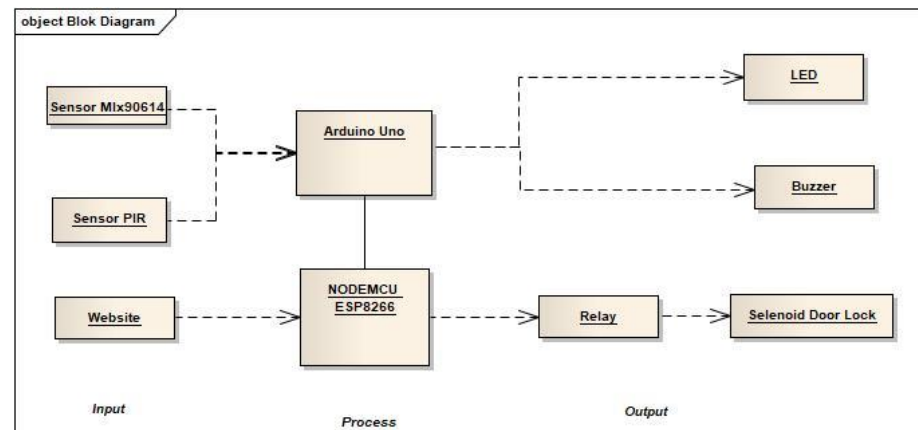 object Blok Diagram
Sensor Mlx90614
Sensor PIR
Website
Arduino Uno
NODEMCU
ESP8266
LED
Buzzer
Relay
Selenoid Door Lock
Input
Process
Output